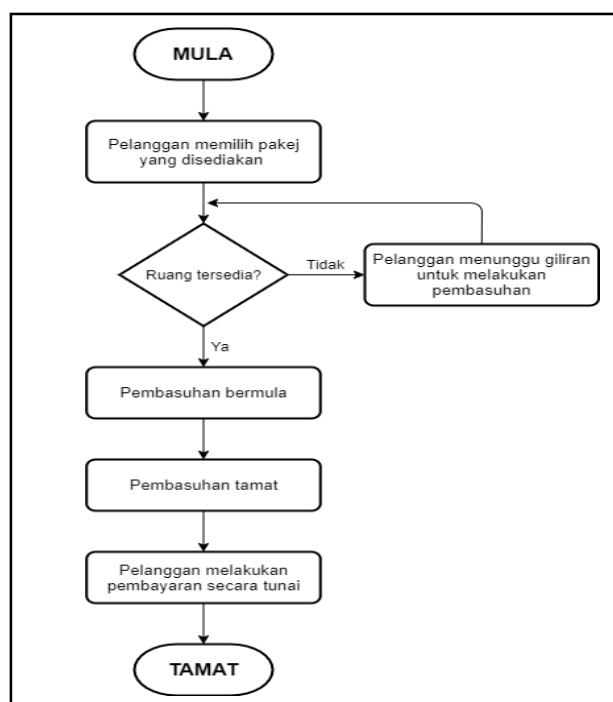 MULA
Pelanggan memilih pakej
yang disediakan
Ruang tersedia?
Tidak
Pelanggan menunggu giliran
untuk melakukan
pembasuhan
Ya
Pembasuhan bermula
Pembasuhan tamat
Pelanggan melakukan
pembayaran secara tunai
TAMAT